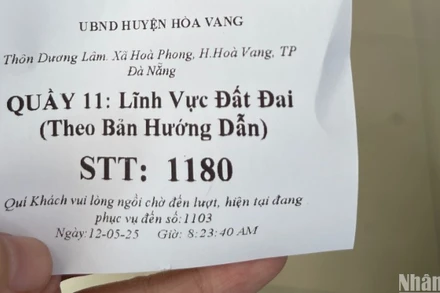 UBND HUYỆN HÒA VANG
Thôn Dương Lâm. Xã Hoà Phong, H.Hoà Vang, TP
Đà Nẵng
QUẦY 11: Lĩnh Vực Đất Đai
(Theo Bản Hướng Dẫn)
STT: 1180
Quí Khách vui lòng ngồi chờ đến lượt, hiện tại đang
phục vụ đến số:1103
Ngày:12-05-25 Giờ: 8:23:40 AM
Nhân